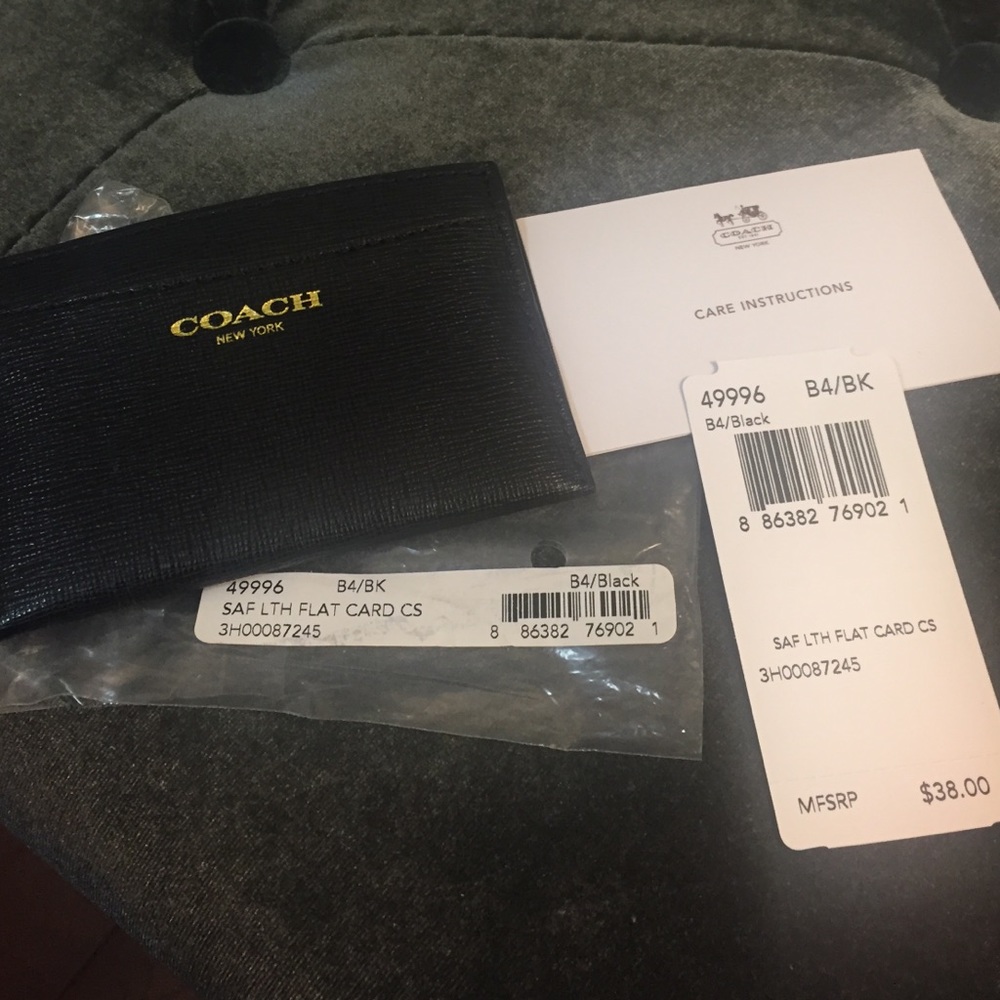 COACH
NEW YORK
COACH
EST. 1941
NEW YORK
CARE INSTRUCTIONS
49996 B4/BK
B4/Black
8 86382 76902 1
SAF LTH FLAT CARD CS
3H00087245
MFSRP $38.00
49996 B4/BK B4/Black
SAF LTH FLAT CARD CS
3H00087245 8 86382 76902 1